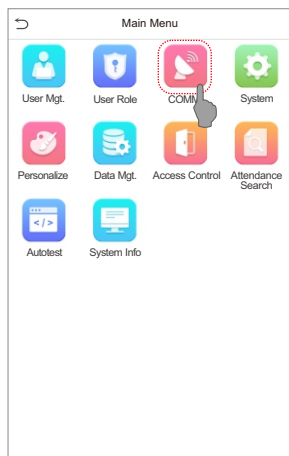 Main Menu
User Mgt.
User Role
COMM.
System
Personalize
Data Mgt.
Access Control
Attendance
Search
</>
Autotest
System Info